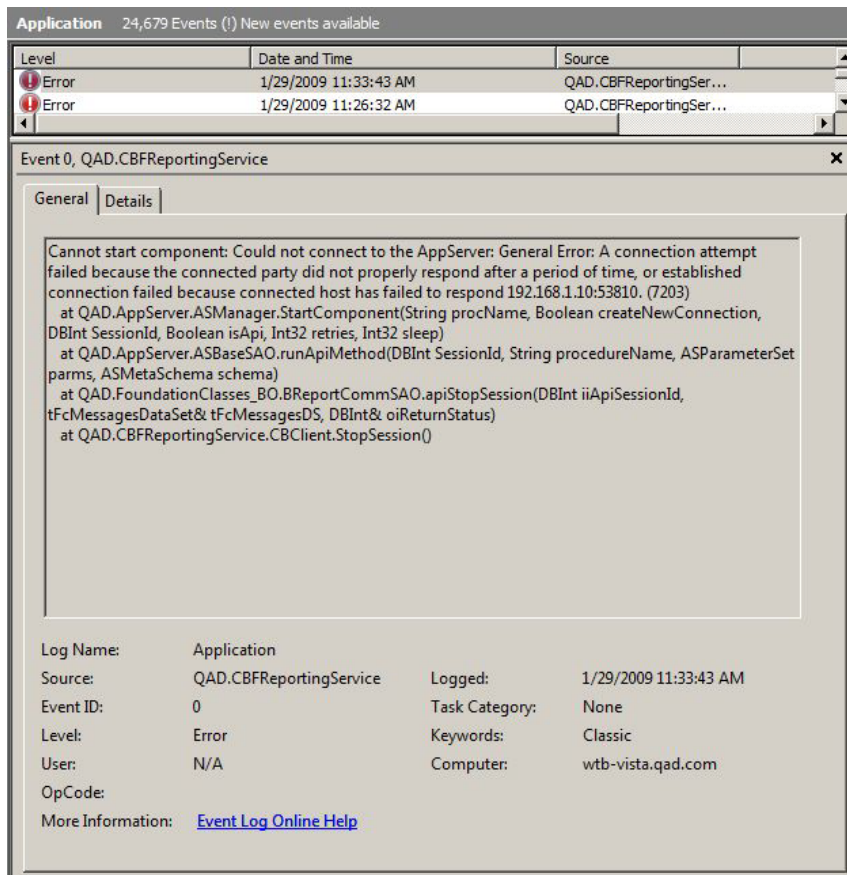 Application 24,679 Events (!) New events available
Level Date and Time Source
Error 1/29/2009 11:33:43 AM QAD.CBFReportingSer...
Error 1/29/2009 11:26:32 AM QAD.CBFReportingSer...
Event 0, QAD.CBFReportingService
General Details
Cannot start component: Could not connect to the AppServer: General Error: A connection attempt
failed because the connected party did not properly respond after a period of time, or established
connection failed because connected host has failed to respond 192.168.1.10:53810. (7203)
at QAD.AppServer.ASManager.StartComponent(String procName, Boolean createNewConnection,
DBInt SessionId, Boolean isApi, Int32 retries, Int32 sleep)
at QAD.AppServer.ASBaseSAO.runApiMethod(DBInt SessionId, String procedureName, ASParameterSet
parms, ASMetaSchema schema)
at QAD.FoundationClasses_BO.BReportCommSAO.apiStopSession(DBInt iiApiSessionId,
tFcMessagesDataSet& tFcMessagesDS, DBInt& oiReturnStatus)
at QAD.CBFReportingService.CBClient.StopSession()
Log Name: Application
Source: QAD.CBFReportingService Logged: 1/29/2009 11:33:43 AM
Event ID: 0 Task Category: None
Level: Error Keywords: Classic
User: N/A Computer: wtb-vista.qad.com
OpCode:
More Information: Event Log Online Help